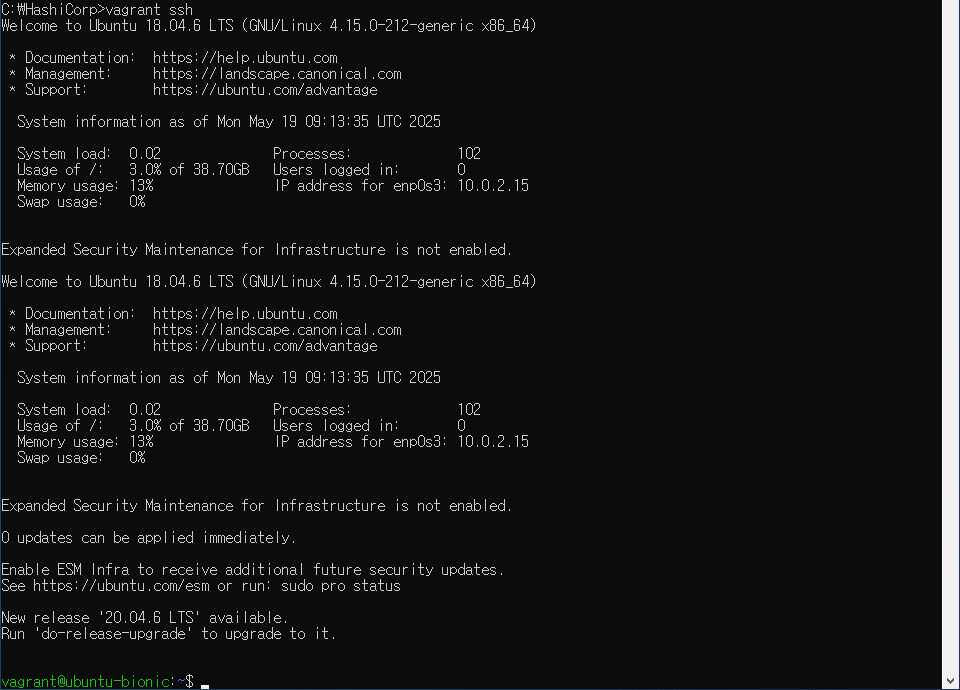 C:₩HashiCorp>vagrant ssh
Welcome to Ubuntu 18.04.6 LTS (GNU/Linux 4.15.0-212-generic x86_64)

 * Documentation:  https://help.ubuntu.com
 * Management:     https://landscape.canonical.com
 * Support:        https://ubuntu.com/advantage

  System information as of Mon May 19 09:13:35 UTC 2025

  System load:  0.02              Processes:             102
  Usage of /:   3.0% of 38.70GB   Users logged in:       0
  Memory usage: 13%               IP address for enp0s3: 10.0.2.15
  Swap usage:   0%


Expanded Security Maintenance for Infrastructure is not enabled.

Welcome to Ubuntu 18.04.6 LTS (GNU/Linux 4.15.0-212-generic x86_64)

 * Documentation:  https://help.ubuntu.com
 * Management:     https://landscape.canonical.com
 * Support:        https://ubuntu.com/advantage

  System information as of Mon May 19 09:13:35 UTC 2025

  System load:  0.02              Processes:             102
  Usage of /:   3.0% of 38.70GB   Users logged in:       0
  Memory usage: 13%               IP address for enp0s3: 10.0.2.15
  Swap usage:   0%


Expanded Security Maintenance for Infrastructure is not enabled.

0 updates can be applied immediately.

Enable ESM Infra to receive additional future security updates.
See https://ubuntu.com/esm or run: sudo pro status

New release '20.04.6 LTS' available.
Run 'do-release-upgrade' to upgrade to it.


vagrant@ubuntu-bionic:~$